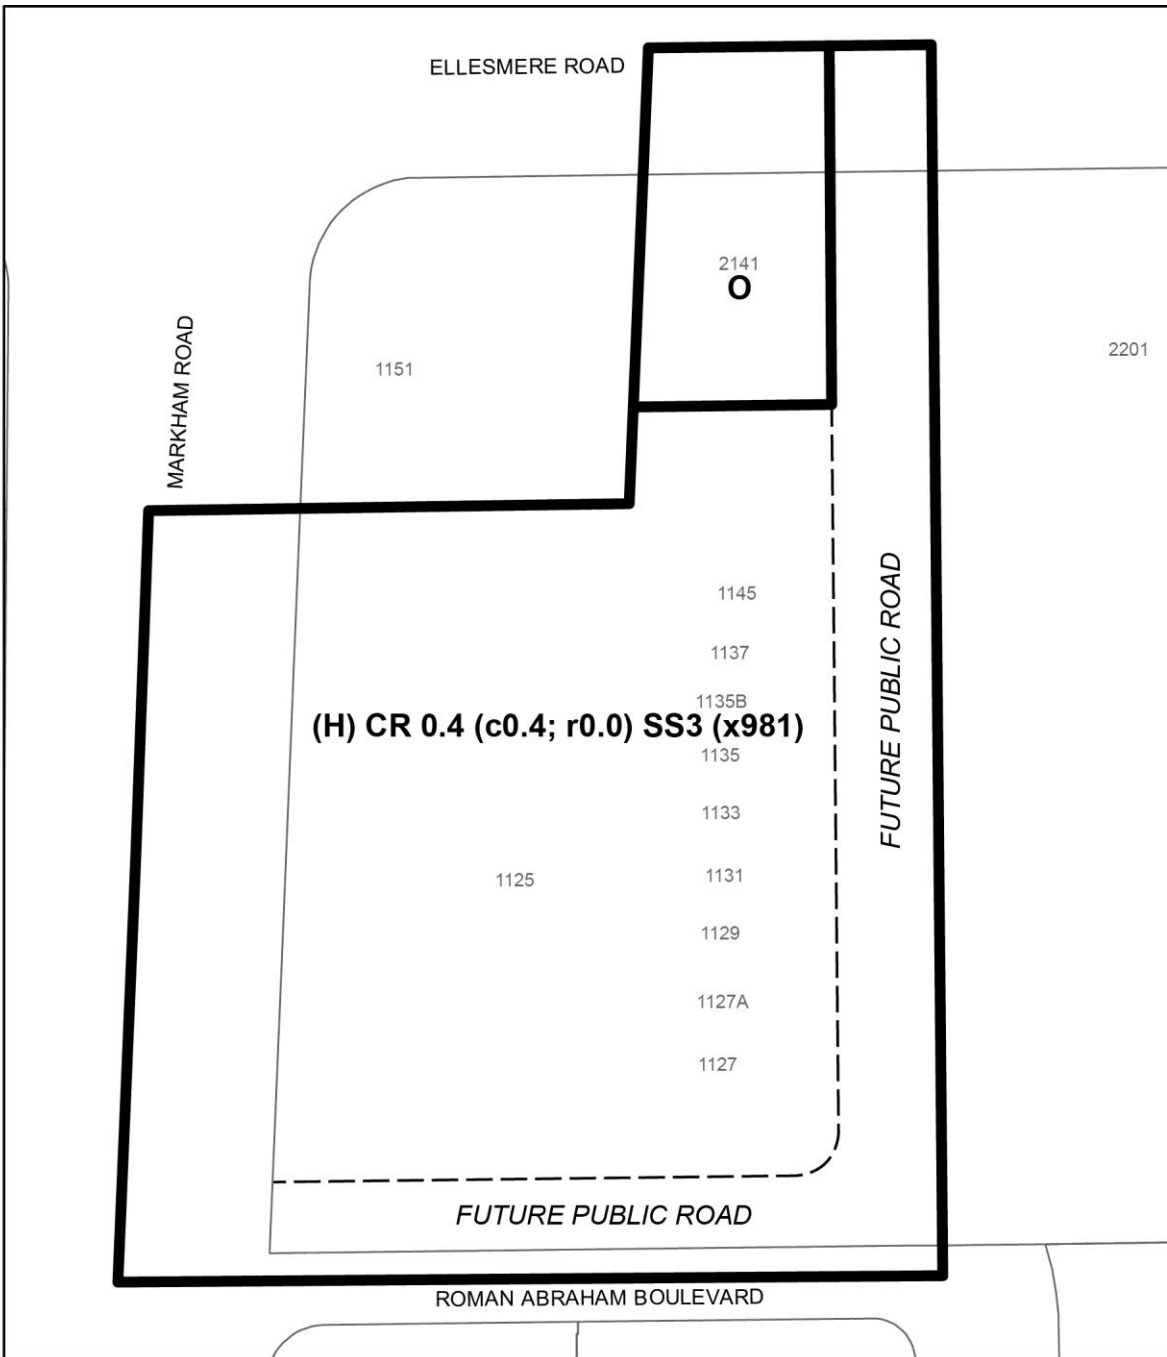 ELLESMERE ROAD
2141
O
2201
1151
MARKHAM ROAD
1145
1137
1135B
(H) CR 0.4 (c0.4; r0.0) SS3 (x981)
1135
FUTURE PUBLIC ROAD
1133
1131
1125
1129
1127A
1127
FUTURE PUBLIC ROAD
ROMAN ABRAHAM BOULEVARD